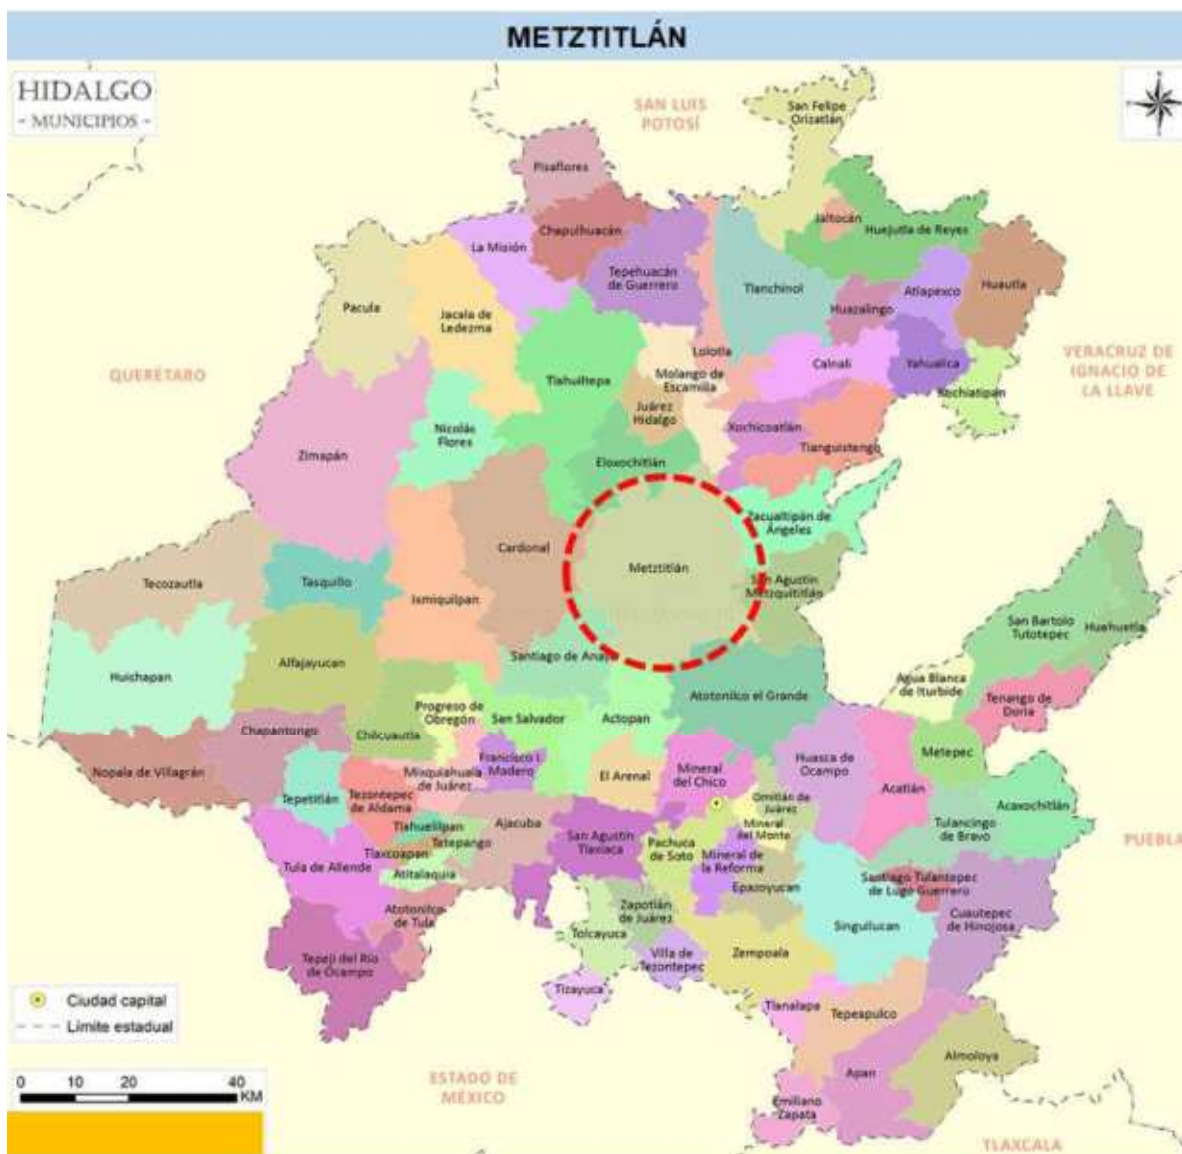 METZTITLÁN
HIDALGO
- MUNICIPIOS -
SAN LUIS
POTOSÍ
San Felipe
Orizatlán
Pisaflores
Jaltocán
Huejutla de Reyes
Chapulhuacán
La Misión
Tepehuacán
de Guerrero
Tlanchinol
Atlapexco
Huautla
Huazalingo
Pacula
Jacala de
Ledezma
Lolotla
Calnali
Yahualica
VERACRUZ DE
IGNACIO DE
LA LLAVE
QUERÉTARO
Tlahuiltepa
Molango de
Escamilla
Xochiatipan
Juárez
Hidalgo
Nicolás
Flores
Xochicoatlán
Tianguistengo
Zimapán
Eloxochitlán
Zacualtipán de
Ángeles
Cardonal
Metztitlán
San Agustín
Metzquititlán
Tecozautla
Tasquillo
Ixmiquilpan
San Bartolo
Tutotepec
Huehuetla
Santiago de Anaya
Alfajayucan
Huichapan
Agua Blanca
de Iturbide
Atotonilco el Grande
Tenango de
Doria
Progreso de
Obregón
San Salvador
Actopan
Chapantongo
Chilcuautla
Metepec
Francisco I.
Madero
Huasca de
Ocampo
Nopala de Villagrán
Mixquiahuala
de Juárez
El Arenal
Mineral
del Chico
Acatlán
Tepetitlán
Tezontepec
de Aldama
Omitlán de
Juárez
Acaxochitlán
Tlahuelilpan
Tetepango
Ajacuba
San Agustín
Tlaxiaca
Mineral
del Monte
Tulancingo
de Bravo
PUEBLA
Pachuca
de Soto
Tlaxcoapan
Mineral de
la Reforma
Tula de Allende
Atitalaquia
Epazoyucan
Santiago Tulantepec
de Lugo Guerrero
Atotonilco
de Tula
Zapotlán
de Juárez
Cuautepec
de Hinojosa
Singuilucan
Tolcayuca
Tepeji del Río
de Ocampo
Villa de
Tezontepec
Zempoala
Tizayuca
Tlanalapa
Tepeapulco
Ciudad capital
Límite estadual
Almoloya
Apan
0 10 20 40
KM
ESTADO DE
MÉXICO
Emiliano
Zapata
TLAXCALA